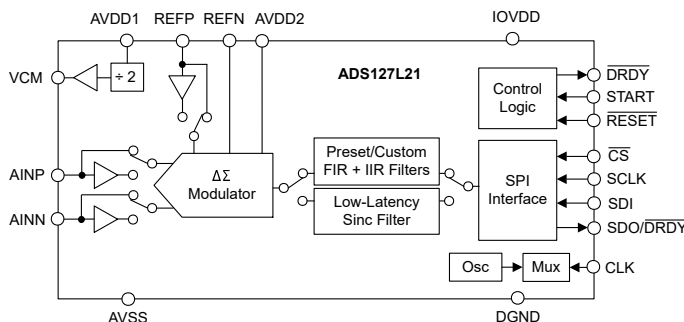 AVDD1 REFP REFN AVDD2 IOVDD
VCM
÷ 2
ADS127L21
Control
Logic
DRDY
START
RESET
AINP
AINN
ΔΣ
Modulator
Preset/Custom
FIR + IIR Filters
Low-Latency
Sinc Filter
SPI
Interface
CS
SCLK
SDI
SDO/DRDY
Osc
Mux
CLK
AVSS
DGND